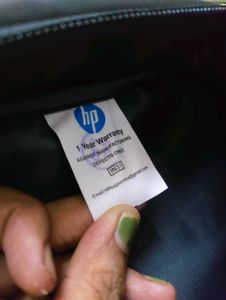 hp
1 Year Warranty
AGAINST MANUFACTURING
DEFECTS ONLY